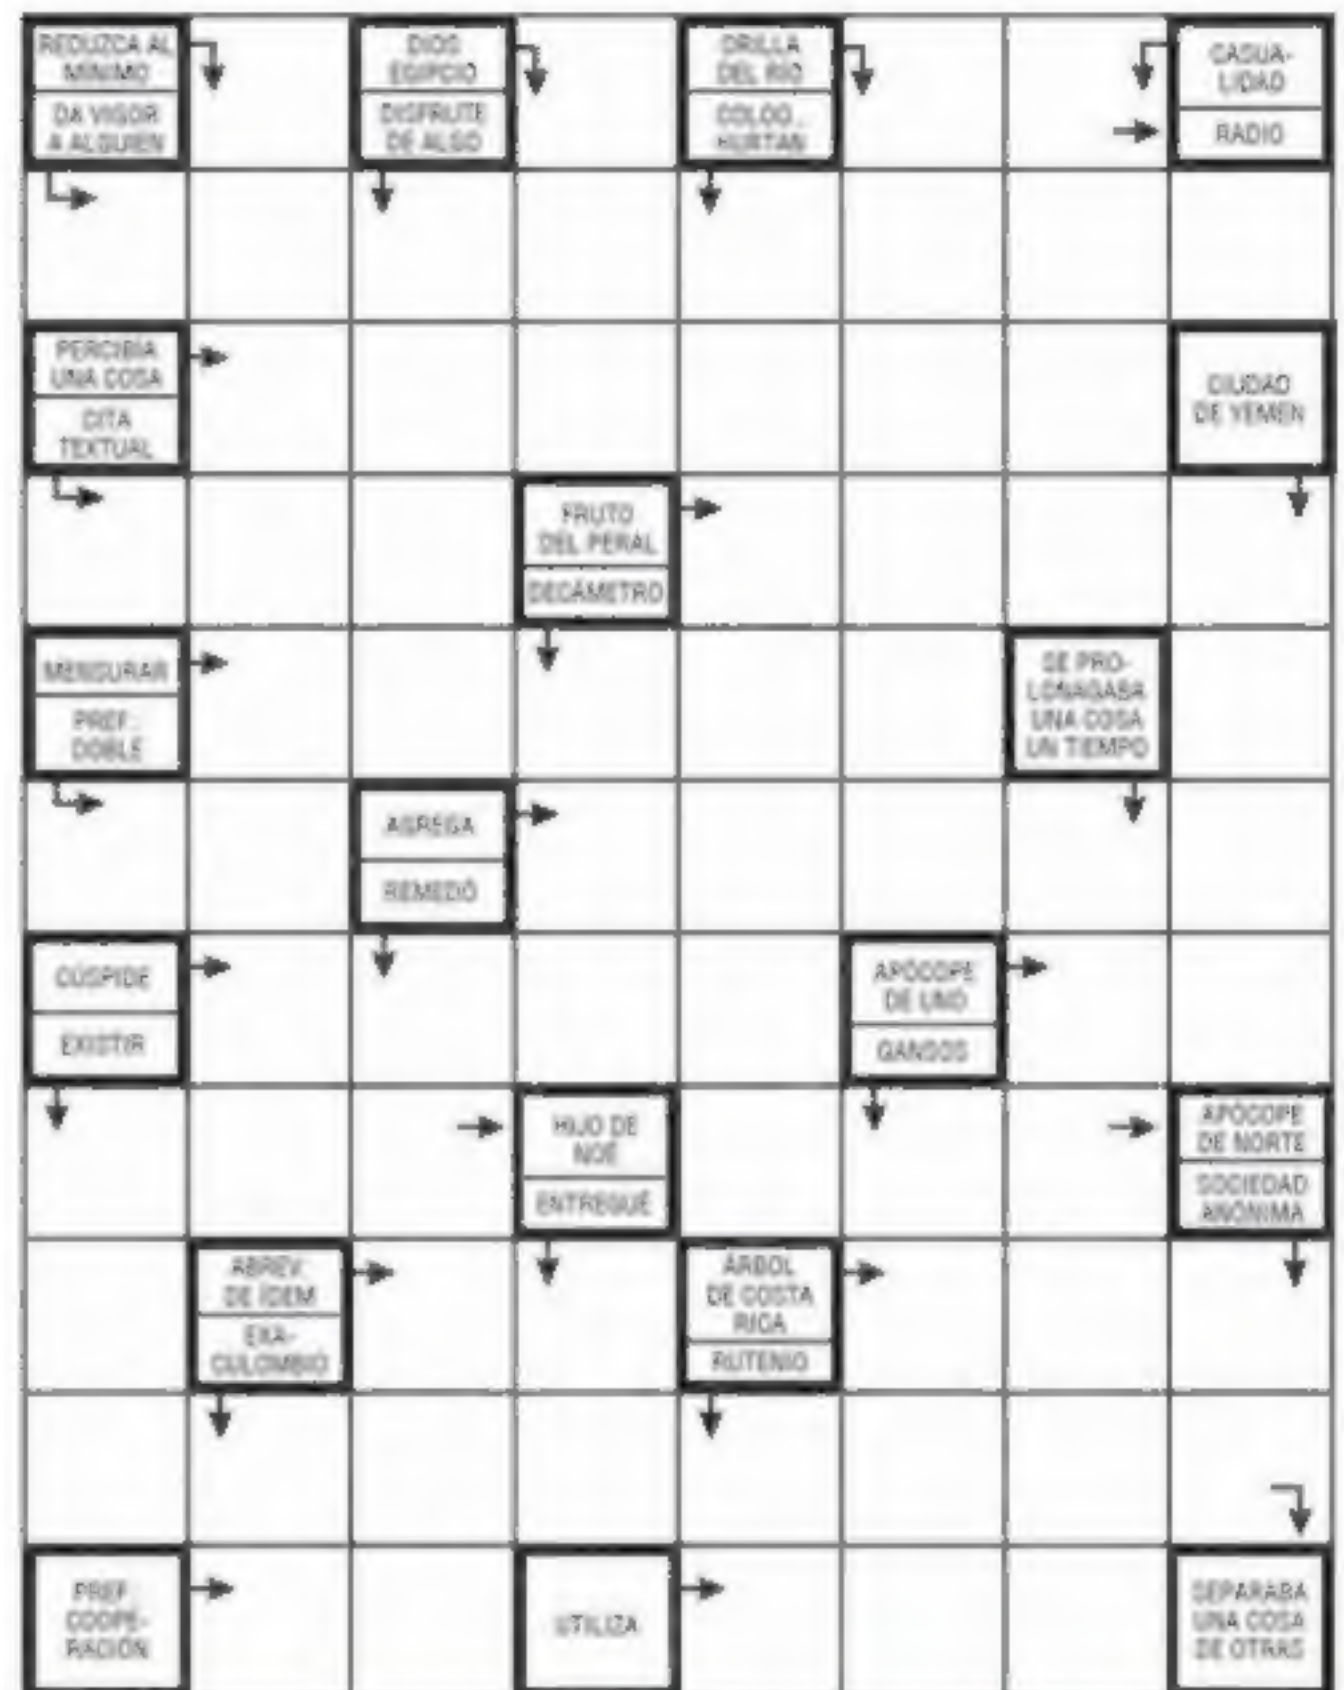 REDUZCA AL
MÍNIMO
DA VIGOR
A ALGUIEN
DIOS
EGIPCIO
DISFRUTE
DE ALGO
ORILLA
DEL RÍO
COLOQ.,
HURTAN
CASUA-
LIDAD
RADIO
PERCIBÍA
UNA COSA
CITA
TEXTUAL
CIUDAD
DE YEMEN
FRUTO
DEL PERAL
DECÁMETRO
MENSURAR
PREF.:
DOBLE
SE PRO-
LONAGABA
UNA COSA
UN TIEMPO
AGREGA
REMEDÓ
CÚSPIDE
EXISTIR
APÓCOPE
DE UNO
GANSOS
HIJO DE
NOÉ
ENTREGUÉ
APÓCOPE
DE NORTE
SOCIEDAD
ANÓNIMA
ABREV.
DE ÍDEM
EXA-
CULOMBIO
ÁRBOL
DE COSTA
RICA
RUTENIO
PREF.:
COOPE-
RACIÓN
UTILIZA
SEPARABA
UNA COSA
DE OTRAS